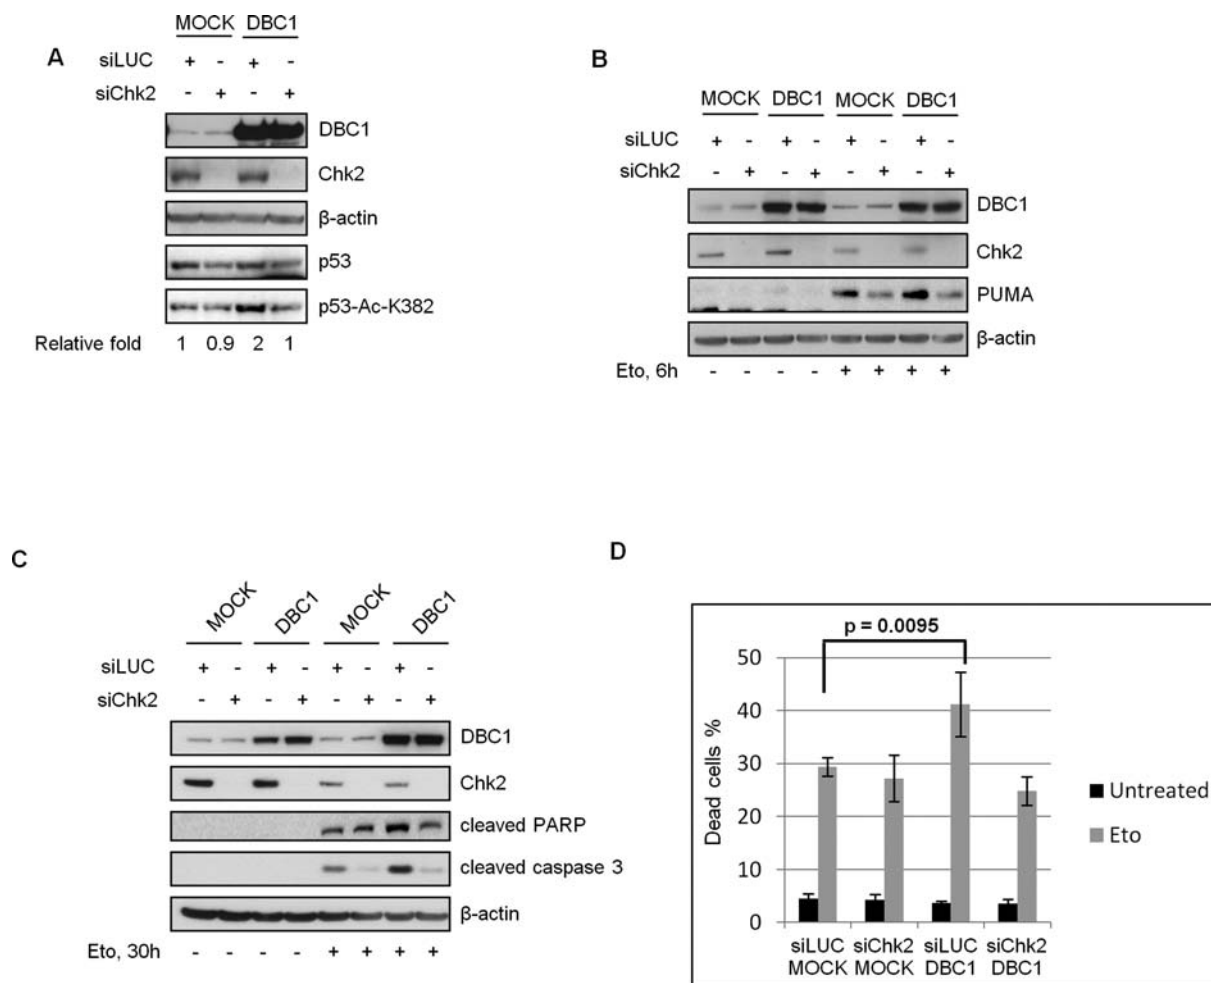 A
MOCK DBC1
siLUC + - + -
siChk2 - + - +
DBC1
Chk2
β-actin
p53
p53-Ac-K382
Relative fold 1 0.9 2 1
B
MOCK DBC1 MOCK DBC1
siLUC + - + - + - + -
siChk2 - + - + - + - +
DBC1
Chk2
PUMA
β-actin
Eto, 6h - - - - + + + +
C
MOCK DBC1 MOCK DBC1
siLUC + - + - + - + -
siChk2 - + - + - + - +
DBC1
Chk2
cleaved PARP
cleaved caspase 3
β-actin
Eto, 30h - - - - + + + +
D
p = 0.0095
Dead cells %
50
40
30
20
10
0
siLUC siChk2 siLUC siChk2
MOCK MOCK DBC1 DBC1
Untreated
Eto